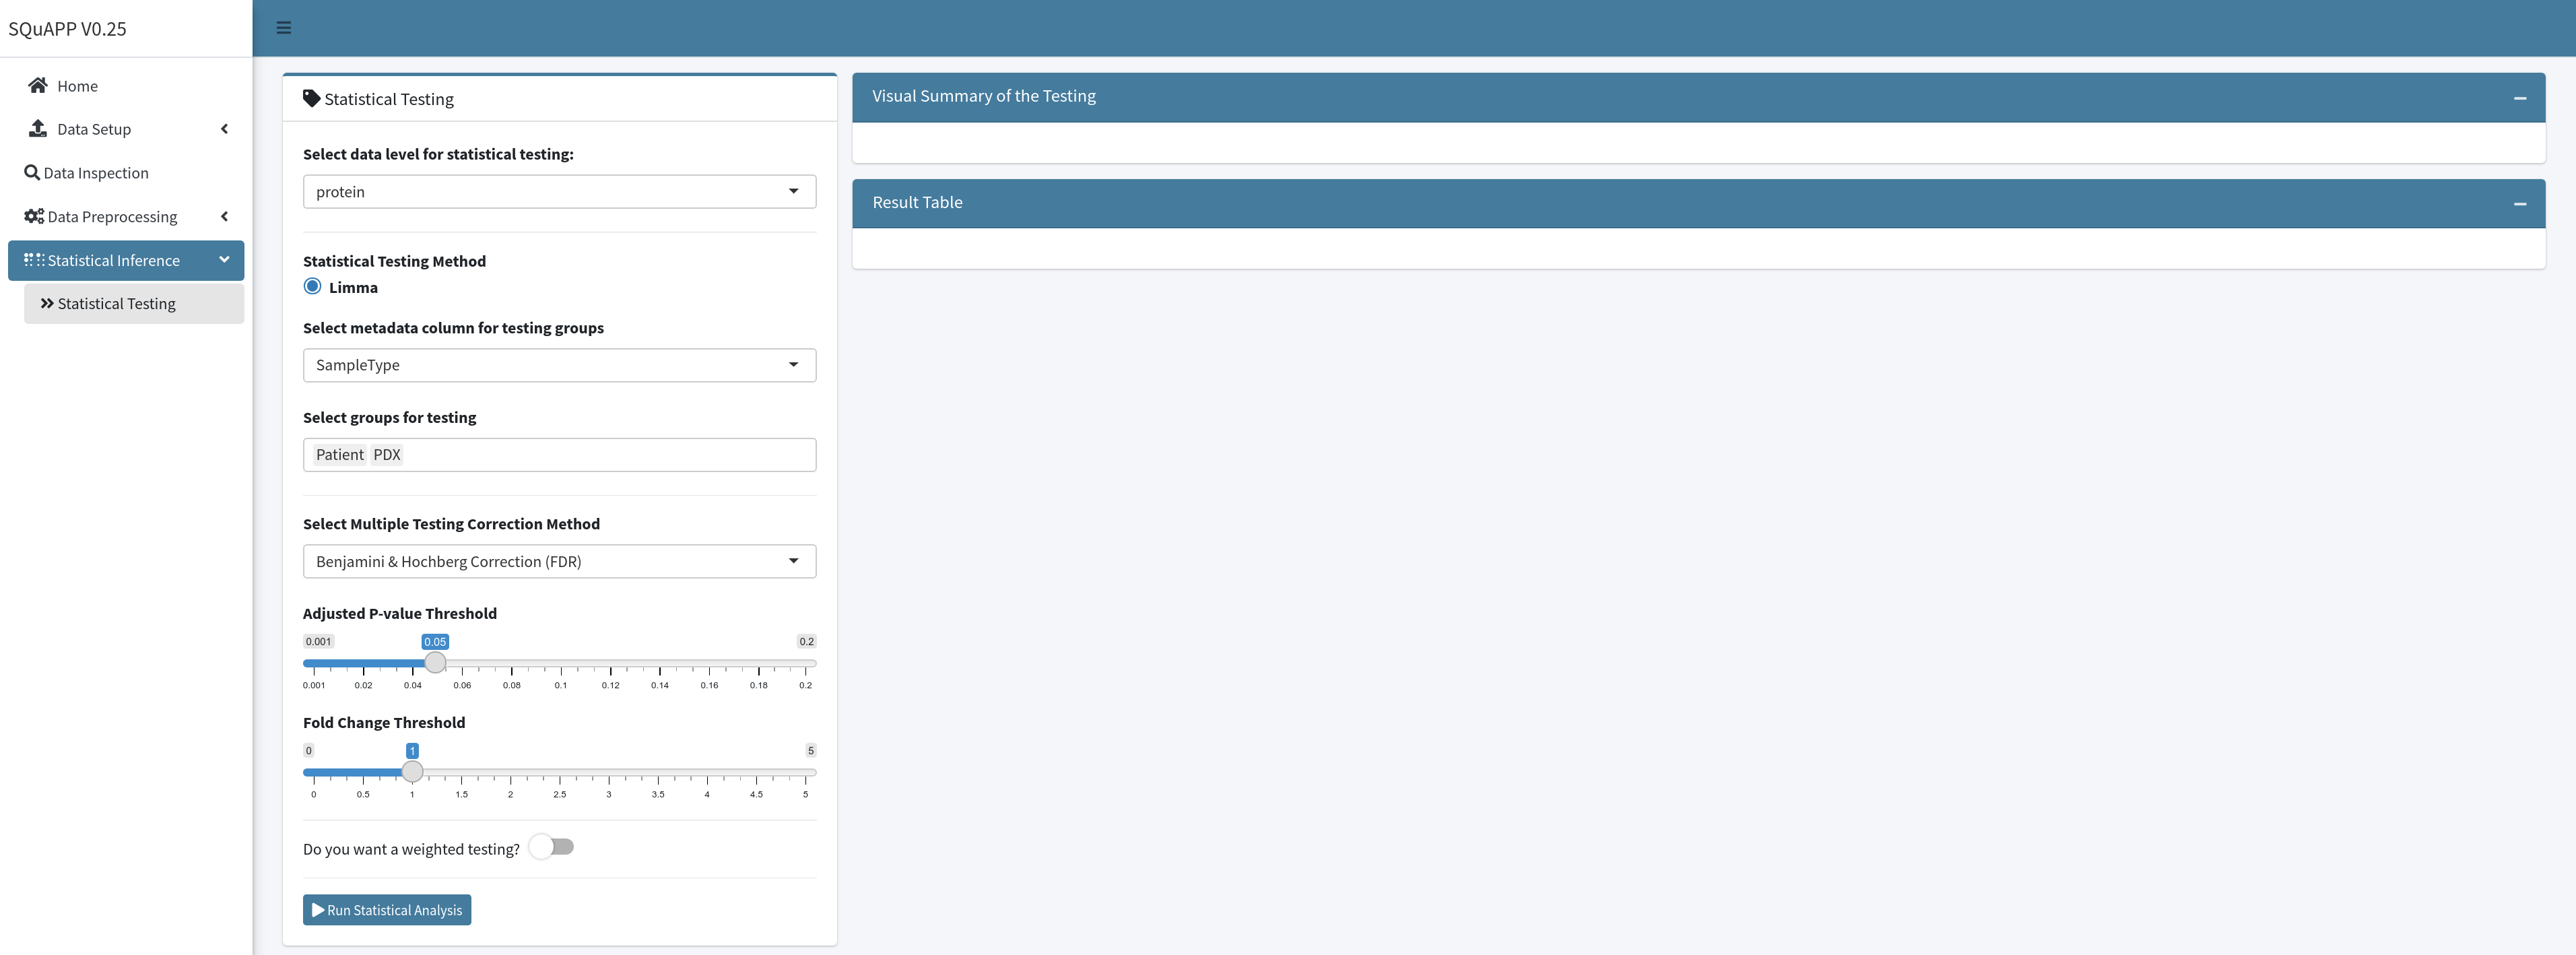 SQuAPP V0.25
Home
Data Setup
Data Inspection
Data Preprocessing
Statistical Inference
Statistical Testing
Statistical Testing
Select data level for statistical testing:
protein
Statistical Testing Method
Limma
Select metadata column for testing groups
SampleType
Select groups for testing
Patient PDX
Select Multiple Testing Correction Method
Benjamini & Hochberg Correction (FDR)
Adjusted P-value Threshold
0.001 0.05 0.2
0.001 0.02 0.04 0.06 0.08 0.1 0.12 0.14 0.16 0.18 0.2
Fold Change Threshold
0 1 5
0 0.5 1 1.5 2 2.5 3 3.5 4 4.5 5
Do you want a weighted testing?
Run Statistical Analysis
Visual Summary of the Testing
Result Table